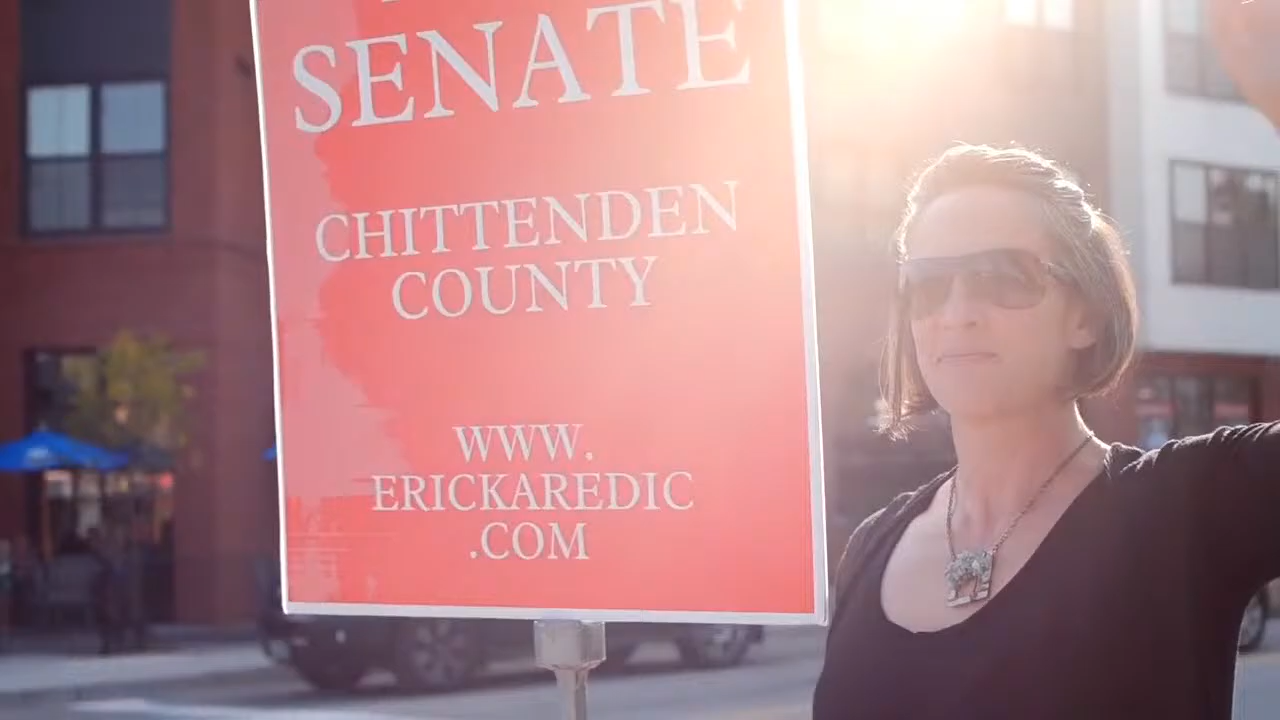 SENATE
CHITTENDEN
COUNTY
WWW.
ERICKAREDIC
.COM